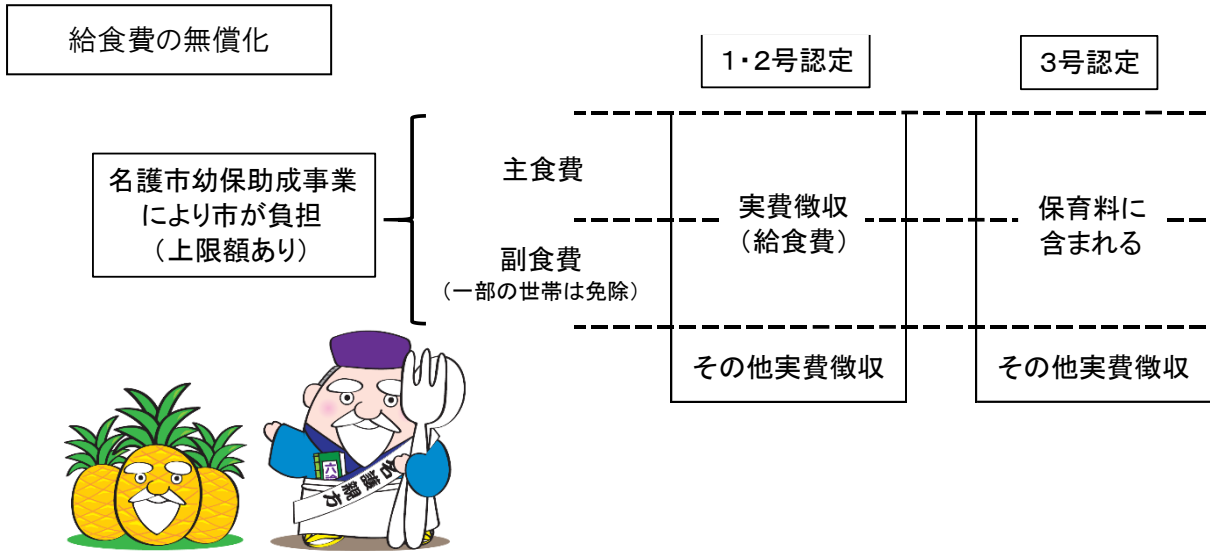 給食費の無償化
1・2号認定
3号認定
名護市幼保助成事業
により市が負担
（上限額あり）
主食費
副食費
（一部の世帯は免除）
実費徴収
（給食費）
保育料に
含まれる
その他実費徴収
その他実費徴収
名護親方